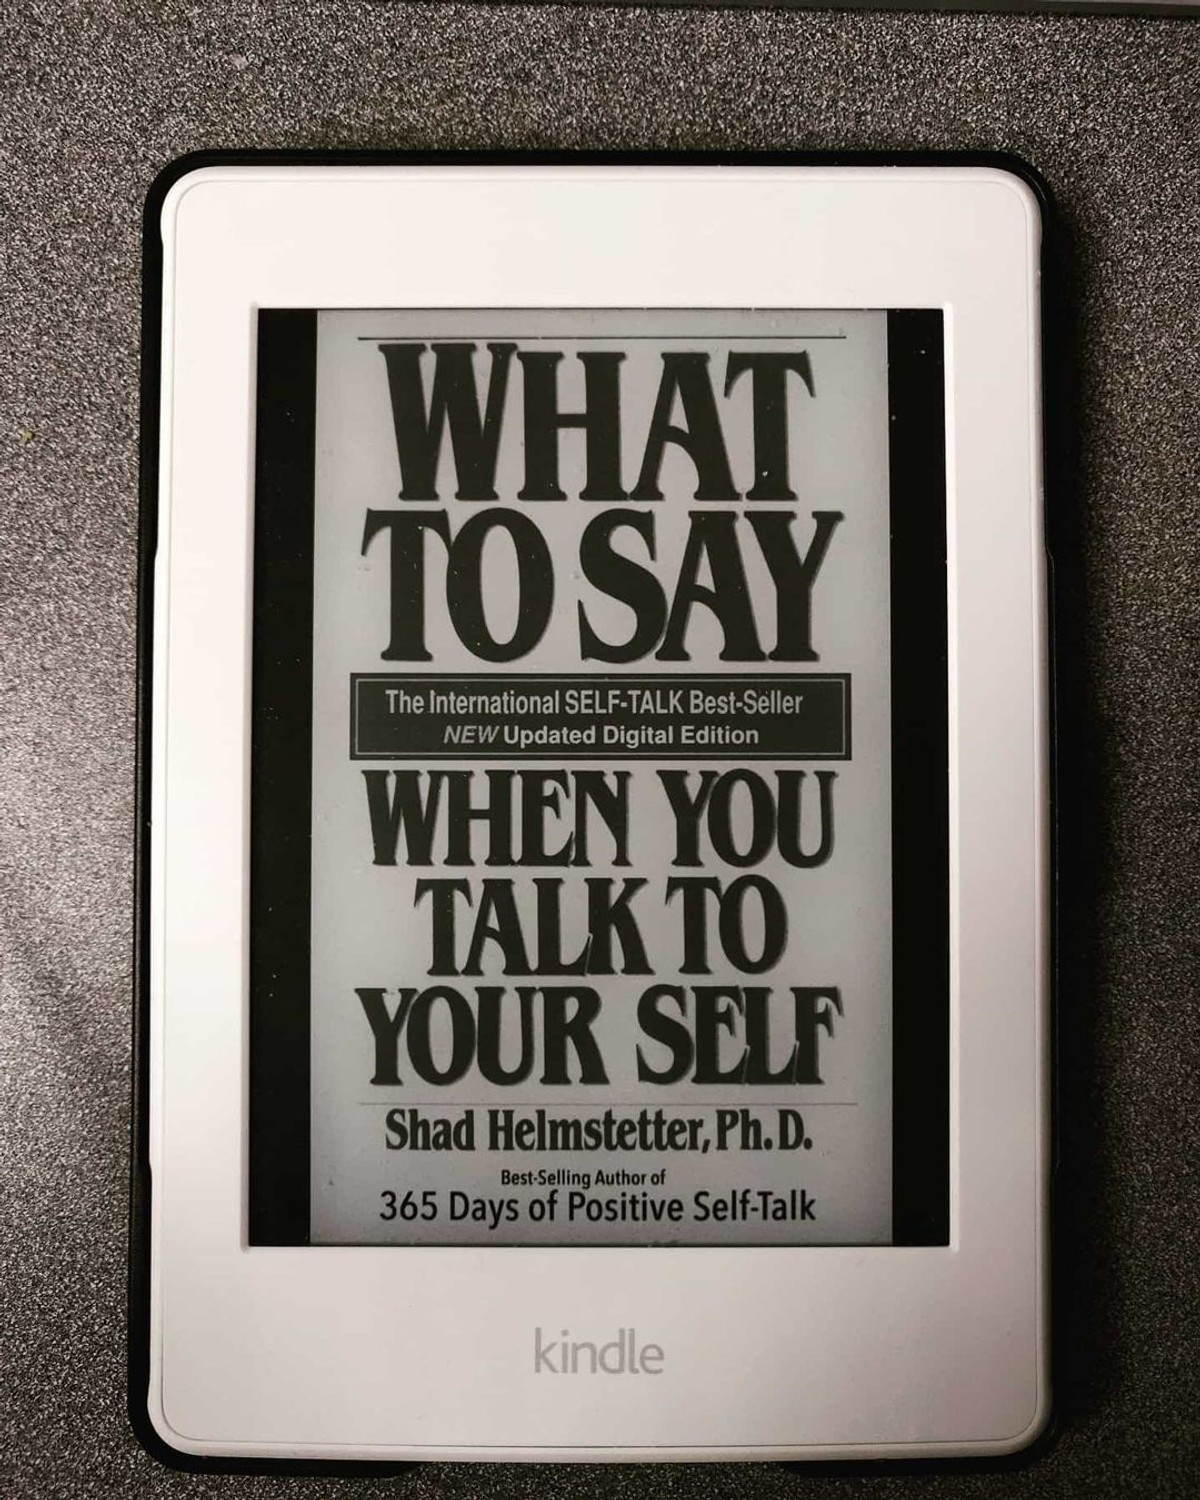 WHAT
TO SAY
The International SELF-TALK Best-Seller
NEW Updated Digital Edition
WHEN YOU
TALK TO
YOUR SELF
Shad Helmstetter, Ph.D.
Best-Selling Author of
365 Days of Positive Self-Talk
kindle